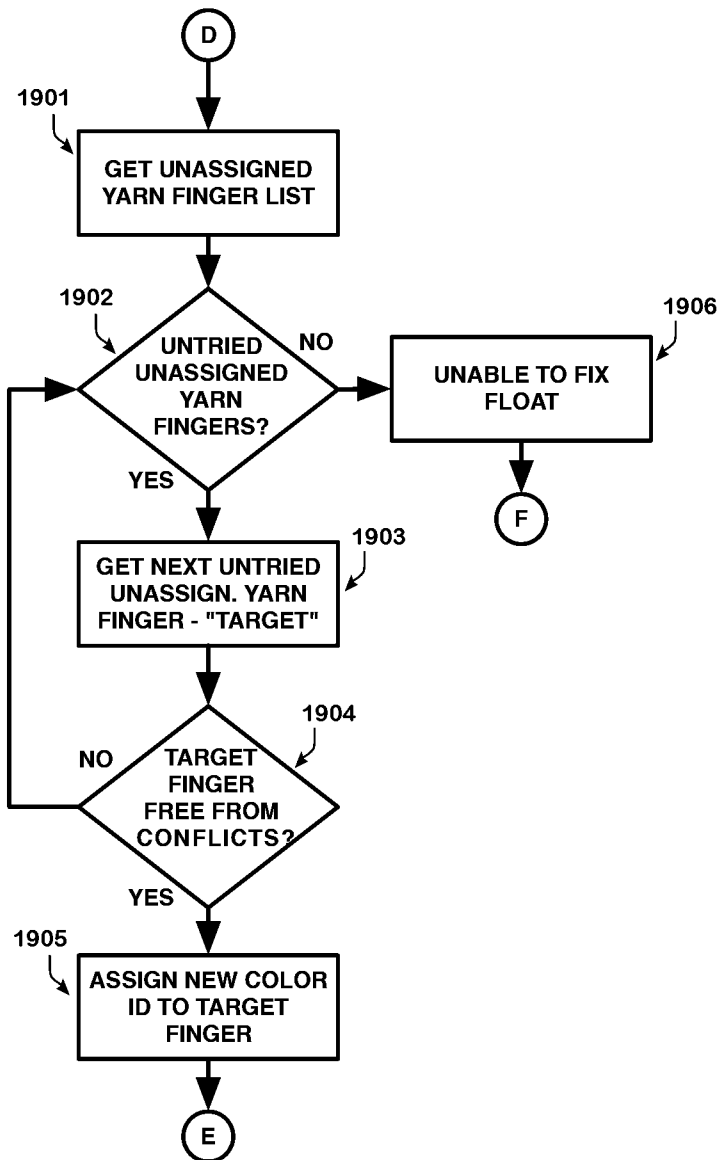 D
1901
GET UNASSIGNED
YARN FINGER LIST
1902
UNTRIED
UNASSIGNED
YARN
FINGERS?
NO
YES
1906
UNABLE TO FIX
FLOAT
F
1903
GET NEXT UNTRIED
UNASSIGN. YARN
FINGER - "TARGET"
1904
TARGET
FINGER
FREE FROM
CONFLICTS?
NO
YES
1905
ASSIGN NEW COLOR
ID TO TARGET
FINGER
E